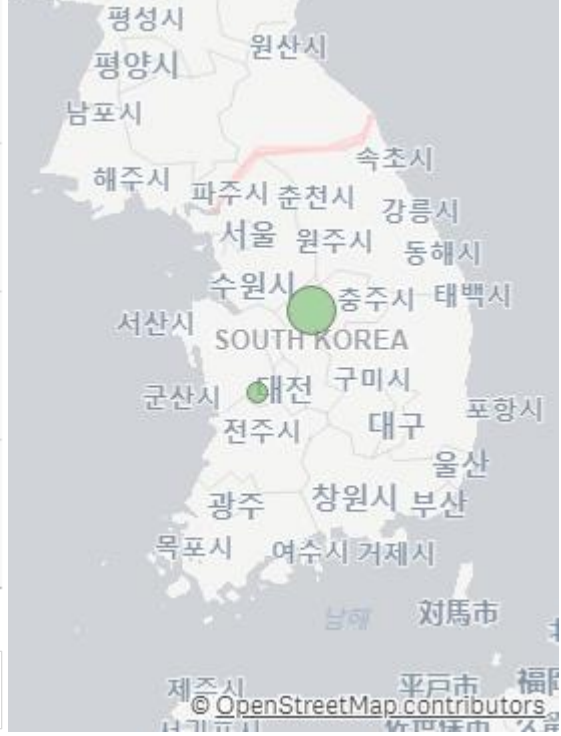 평성시
원산시
평양시
남포시
속초시
해주시
파주시 춘천시
강릉시
서울 원주시
동해시
수원시
충주시 태백시
서산시
SOUTH KOREA
구미시
대전
군산시
포항시
전주시
대구
울산
광주 창원시 부산
목포시 여수시 거제시
남해 対馬市
제주시 平戸市
© OpenStreetMap contributors